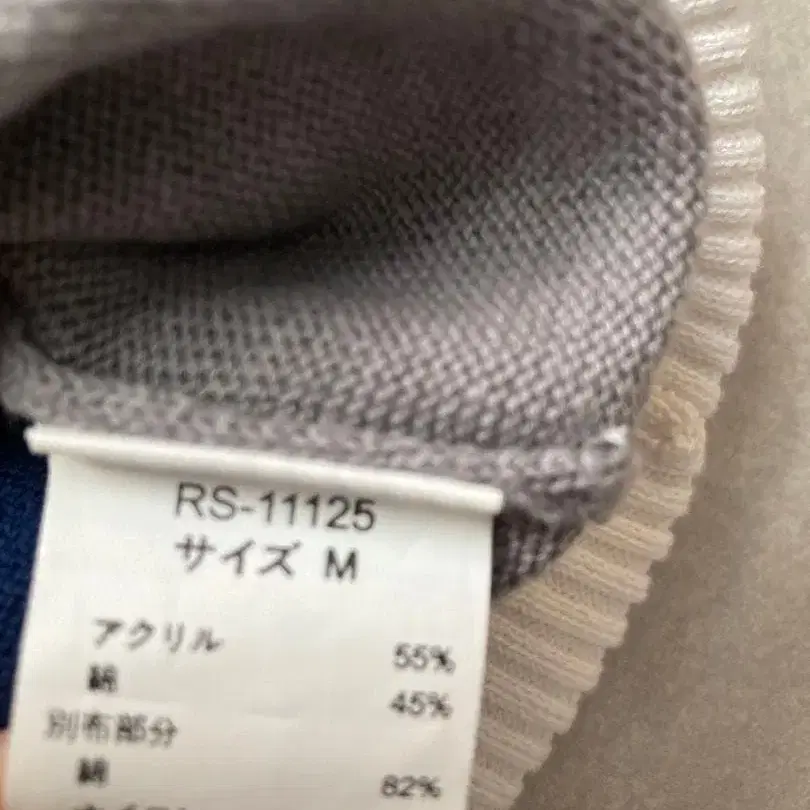 RS-11125
サイズ M
アクリル 55%
綿 45%
別布部分
綿 82%